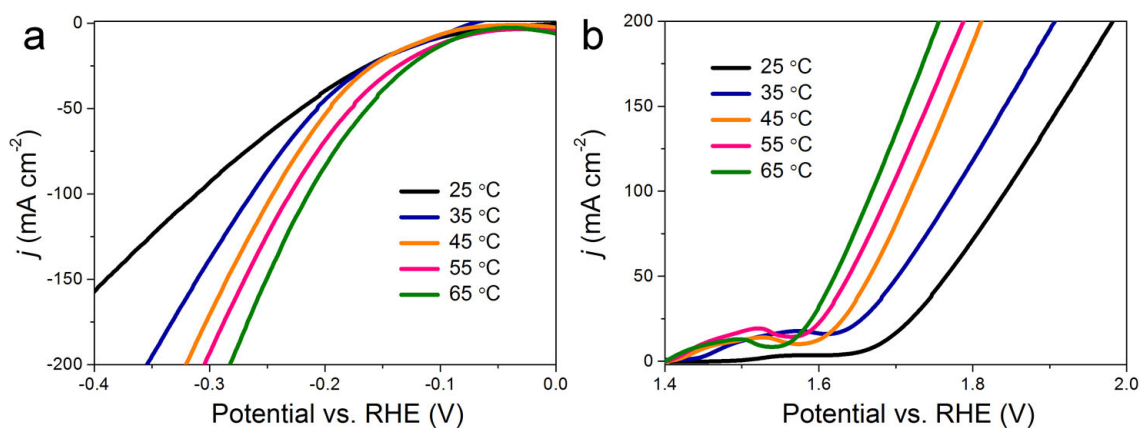 a
0
-50
-100
-150
-200
-0.4
-0.3
-0.2
-0.1
0.0
j (mA cm⁻²)
Potential vs. RHE (V)
25 °C
35 °C
45 °C
55 °C
65 °C
b
200
150
100
50
0
1.4
1.6
1.8
2.0
j (mA cm⁻²)
Potential vs. RHE (V)
25 °C
35 °C
45 °C
55 °C
65 °C